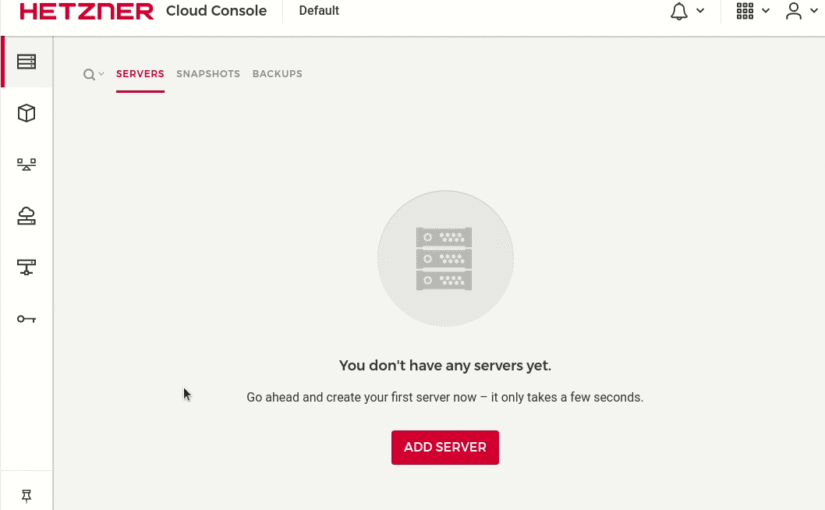 HETZNER Cloud Console Default
SERVERS SNAPSHOTS BACKUPS
You don't have any servers yet.
Go ahead and create your first server now – it only takes a few seconds.
ADD SERVER